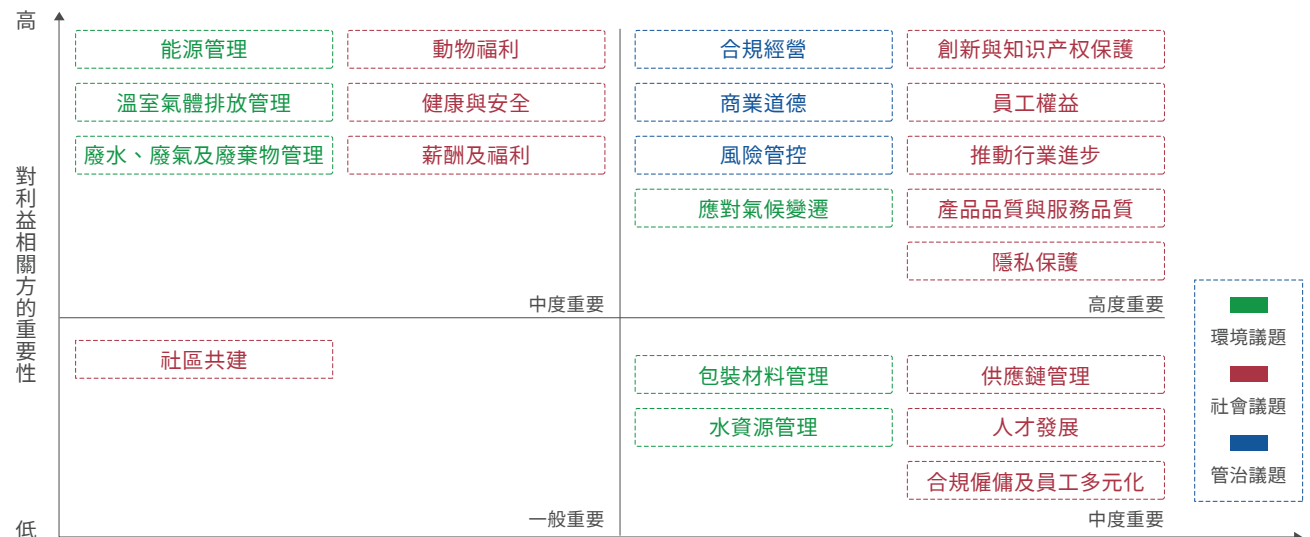 高
對利益相關方的重要性
低
能源管理
動物福利
溫室氣體排放管理
健康與安全
廢水、廢氣及廢棄物管理
薪酬及福利
中度重要
合規經營
創新與知识产权保護
商業道德
員工權益
風險管控
推動行業進步
應對氣候變遷
產品品質與服務品質
隱私保護
高度重要
社區共建
一般重要
包裝材料管理
供應鏈管理
水資源管理
人才發展
合規僱傭及員工多元化
中度重要
環境議題
社會議題
管治議題